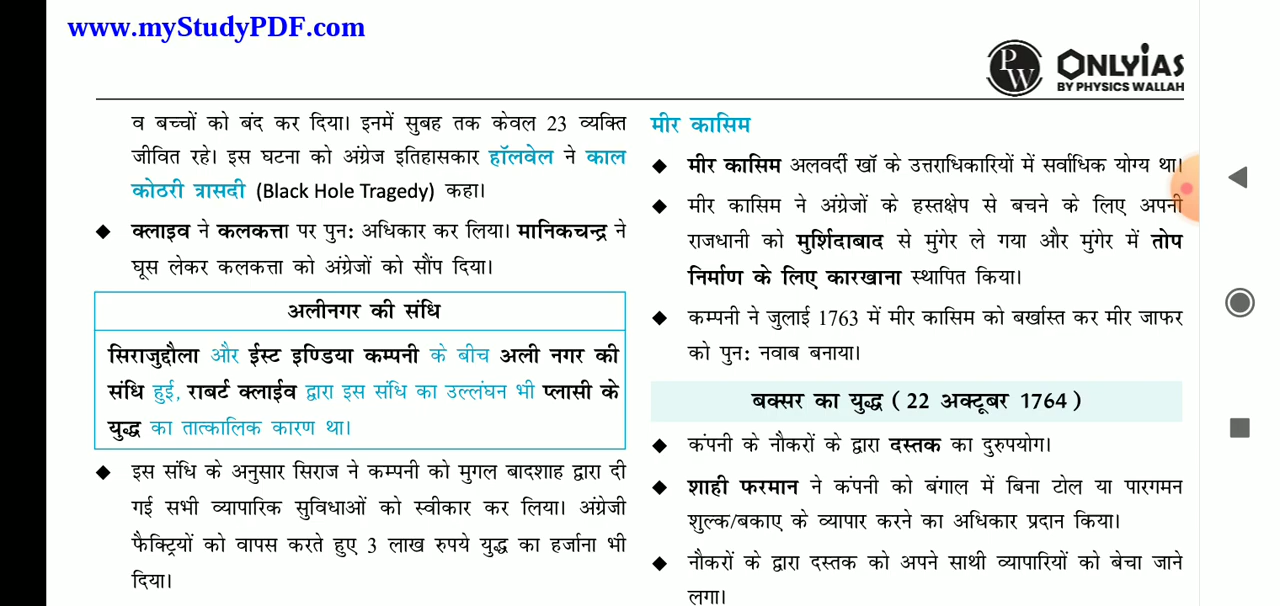 www.myStudyPDF.com
PW
ONLYIAS
BY PHYSICS WALLAH
व बच्चों को बंद कर दिया। इनमें सुबह तक केवल 23 व्यक्ति
जीवित रहे। इस घटना को अंग्रेज इतिहासकार हॉलवेल ने काल
कोठरी त्रासदी (Black Hole Tragedy) कहा।
◆ क्लाइव ने कलकत्ता पर पुन: अधिकार कर लिया। मानिकचन्द्र ने
घूस लेकर कलकत्ता को अंग्रेजों को सौंप दिया।
अलीनगर की संधि
सिराजुद्दौला और ईस्ट इण्डिया कम्पनी के बीच अली नगर की
संधि हुई, राबर्ट क्लाईव द्वारा इस संधि का उल्लंघन भी प्लासी के
युद्ध का तात्कालिक कारण था।
◆ इस संधि के अनुसार सिराज ने कम्पनी को मुगल बादशाह द्वारा दी
गई सभी व्यापारिक सुविधाओं को स्वीकार कर लिया। अंग्रेजी
फैक्ट्रियों को वापस करते हुए 3 लाख रुपये युद्ध का हर्जाना भी
दिया।
मीर कासिम
◆ मीर कासिम अलवर्दी खॉ के उत्तराधिकारियों में सर्वाधिक योग्य था।
◆ मीर कासिम ने अंग्रेजों के हस्तक्षेप से बचने के लिए अपनी
राजधानी को मुर्शिदाबाद से मुंगेर ले गया और मुंगेर में तोप
निर्माण के लिए कारखाना स्थापित किया।
◆ कम्पनी ने जुलाई 1763 में मीर कासिम को बर्खास्त कर मीर जाफर
को पुन: नवाब बनाया।
बक्सर का युद्ध ( 22 अक्टूबर 1764 )
◆ कंपनी के नौकरों के द्वारा दस्तक का दुरुपयोग।
◆ शाही फरमान ने कंपनी को बंगाल में बिना टोल या पारगमन
शुल्क/बकाए के व्यापार करने का अधिकार प्रदान किया।
◆ नौकरों के द्वारा दस्तक को अपने साथी व्यापारियों को बेचा जाने
लगा।